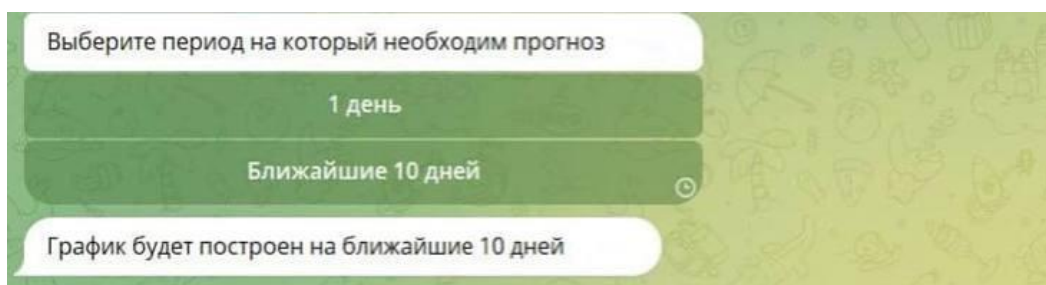 Выберите период на который необходим прогноз
1 день
Ближайшие 10 дней
График будет построен на ближайшие 10 дней